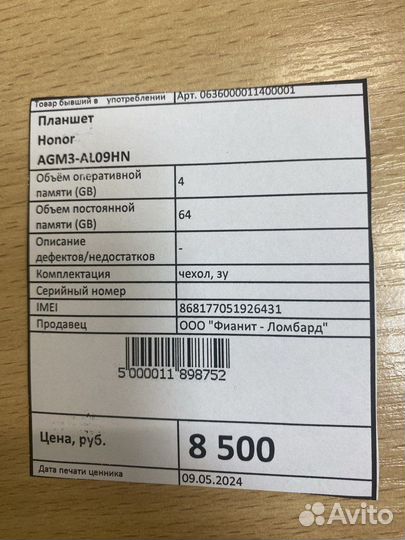 Товар бывший в употреблении Арт. 0636000011400001
Планшет
Honor
AGM3-AL09HN
Объём оперативной
памяти (GB) 4
Объем постоянной
памяти (GB) 64
Описание
дефектов/недостатков -
Комплектация чехол, зу
Серийный номер
IMEI 868177051926431
Продавец ООО "Фианит - Ломбард"
5 000011 898752
Цена, руб. 8 500
Дата печати ценника 09.05.2024
Avito